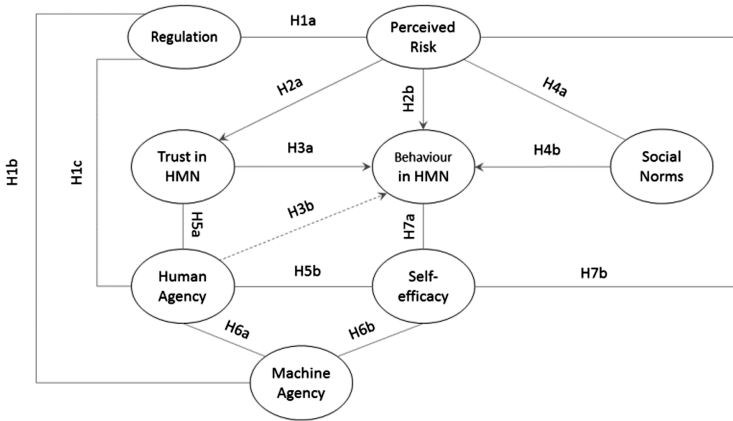 H1a
Regulation
Perceived
Risk
H2a
H2b
H4a
H1b
H1c
Trust in
HMN
H3a
Behaviour
in HMN
H4b
Social
Norms
H5a
H3b
H7a
Human
Agency
H5b
Self-
efficacy
H7b
H6a
H6b
Machine
Agency